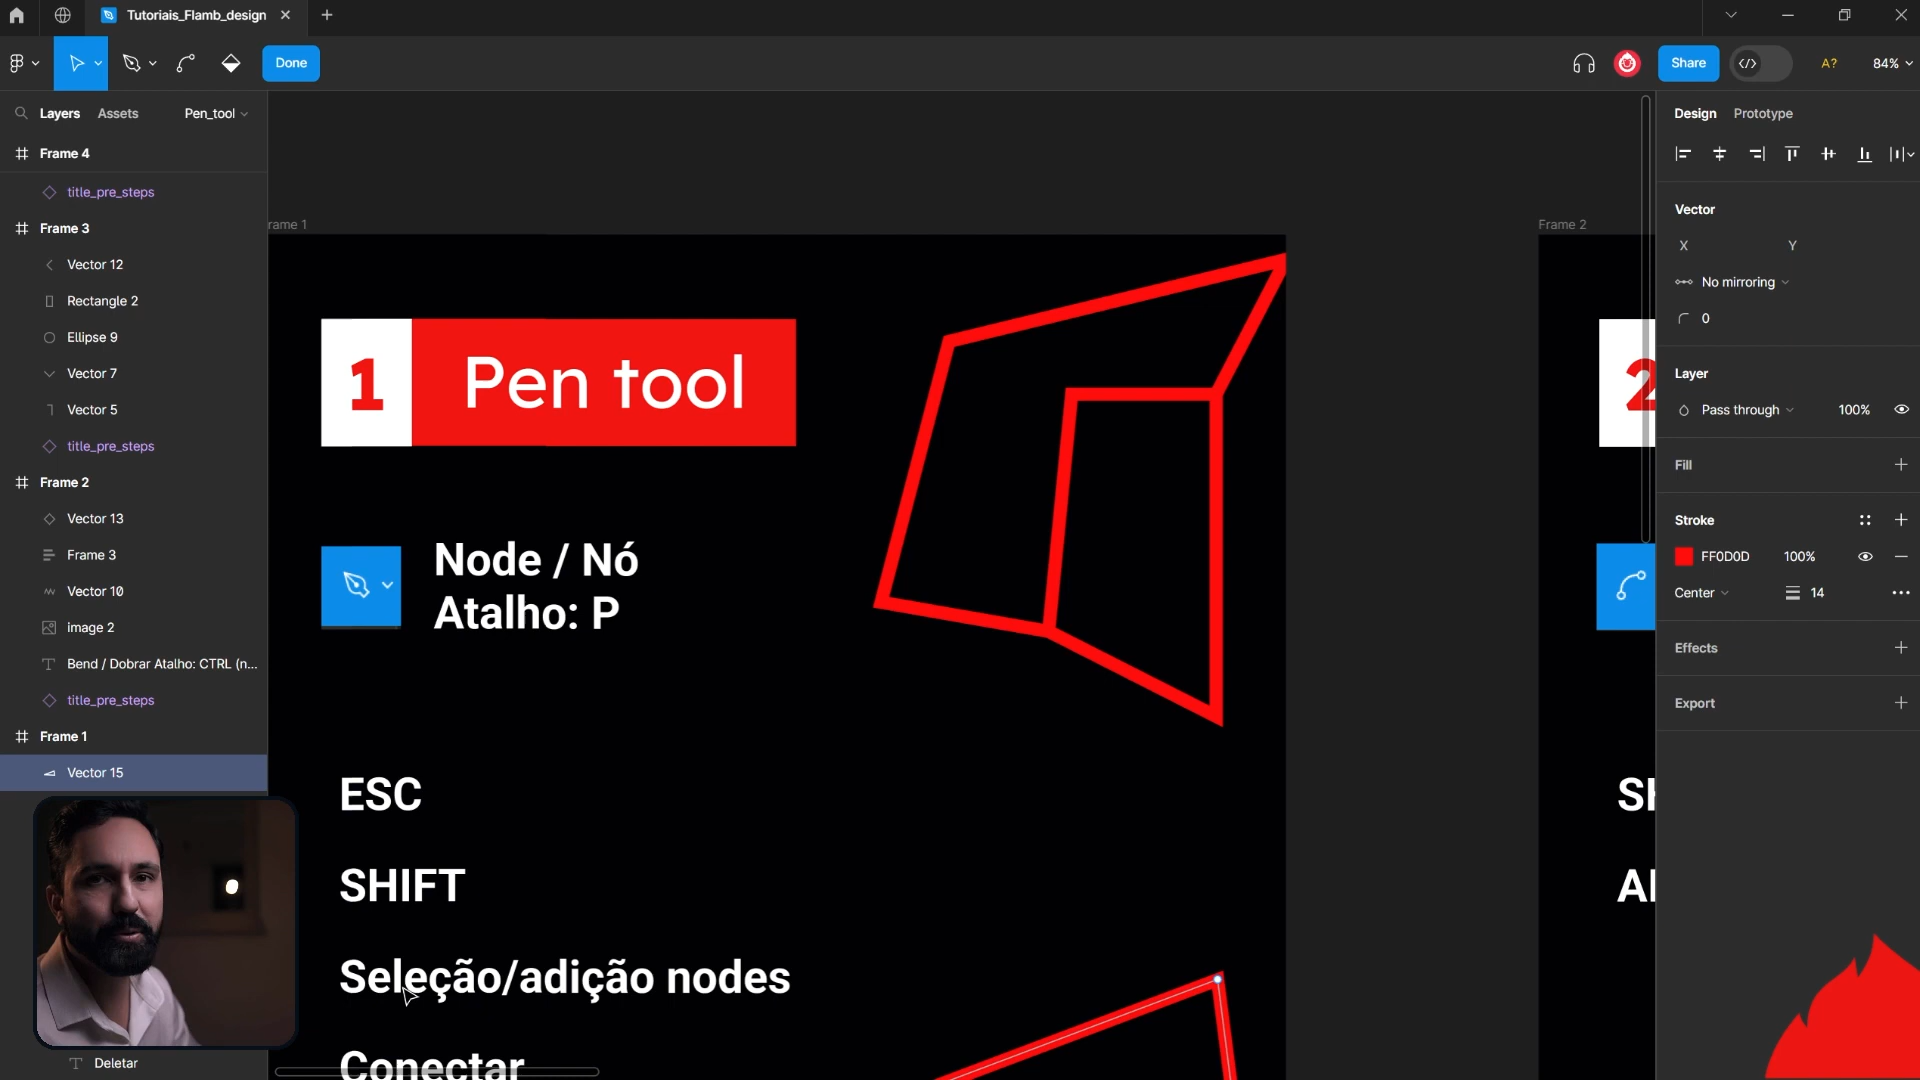 Tutoriais_Flamb_design
Done
Share
A?
84%
Layers
Assets
Pen_tool
Frame 4
title_pre_steps
Frame 3
Vector 12
Rectangle 2
Ellipse 9
Vector 7
Vector 5
title_pre_steps
Frame 2
Vector 13
Frame 3
Vector 10
image 2
Bend / Dobrar Atalho: CTRL (n...
title_pre_steps
Frame 1
Vector 15
Deletar
rame 1
1
Pen tool
Node / Nó
Atalho: P
ESC
SHIFT
Seleção/adição nodes
Conectar
Frame 2
2
SH
Al
Design
Prototype
Vector
X
Y
No mirroring
0
Layer
Pass through
100%
Fill
Stroke
FF0D0D
100%
Center
14
Effects
Export